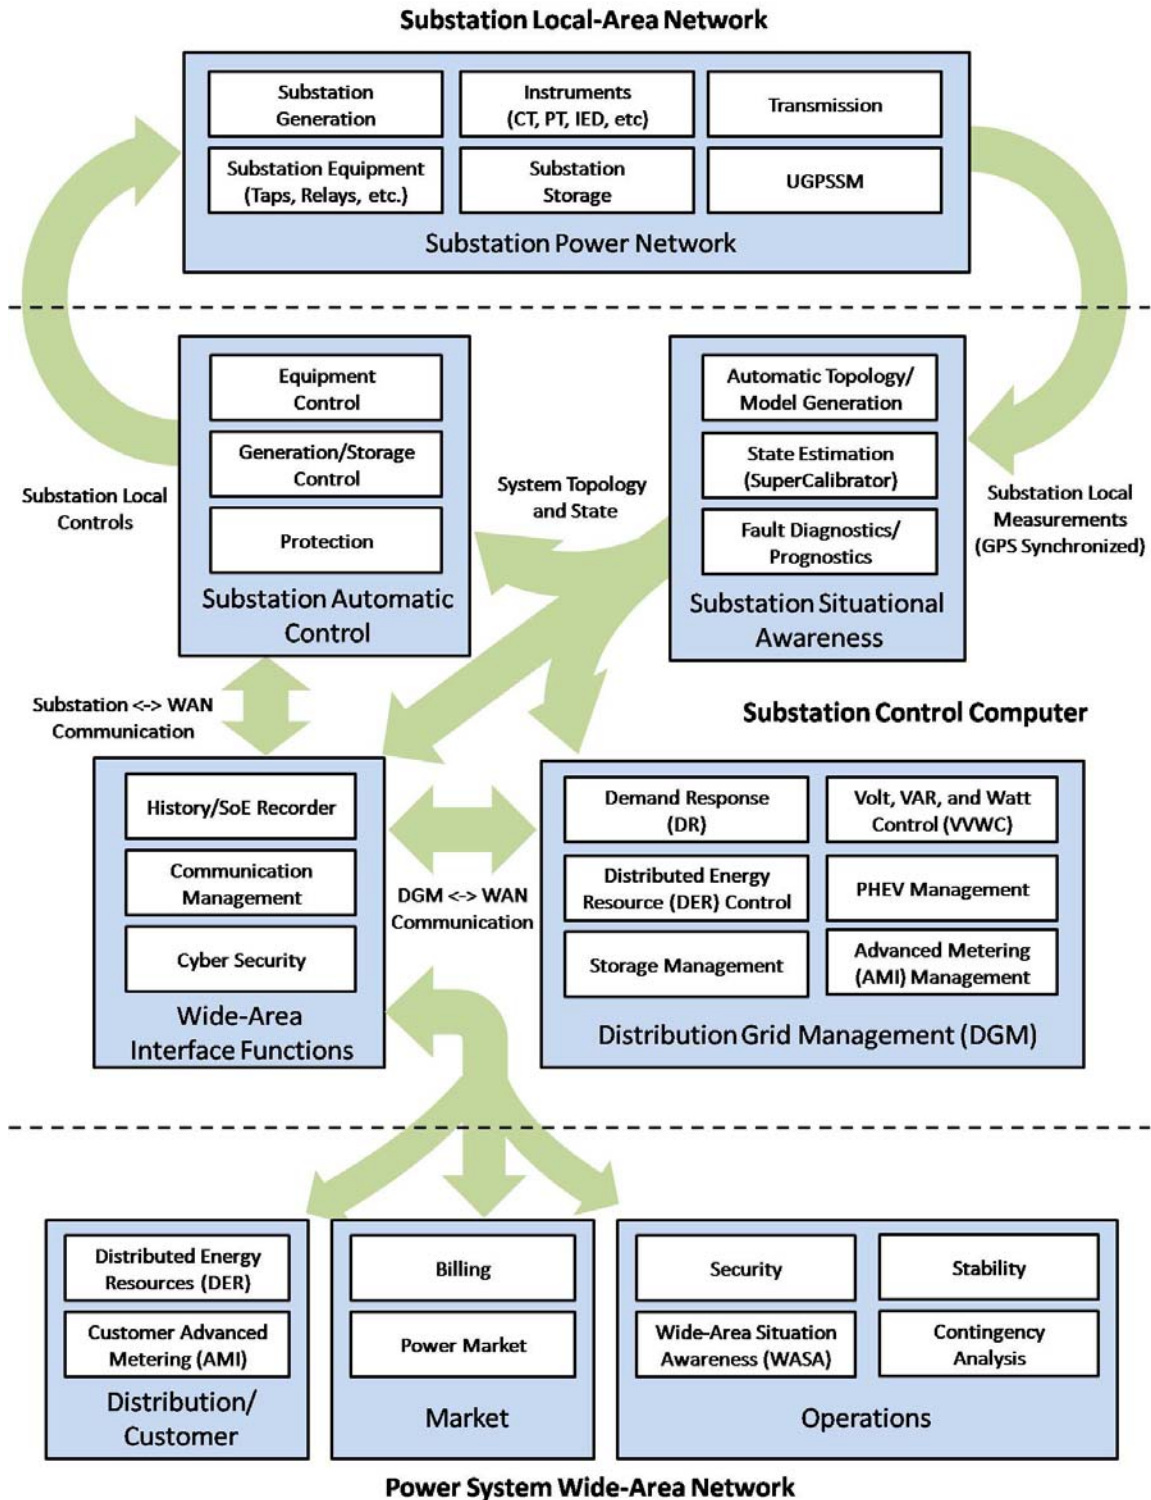 Substation Local-Area Network
Substation
Generation
Instruments
(CT, PT, IED, etc)
Transmission
Substation Equipment
(Taps, Relays, etc.)
Substation
Storage
UGPSSM
Substation Power Network
Equipment
Control
Generation/Storage
Control
Protection
Substation Automatic
Control
Automatic Topology/
Model Generation
State Estimation
(SuperCalibrator)
Fault Diagnostics/
Prognostics
Substation Situational
Awareness
Substation Local
Controls
System Topology
and State
Substation Local
Measurements
(GPS Synchronized)
Substation <-> WAN
Communication
Substation Control Computer
History/SoE Recorder
Communication
Management
Cyber Security
Wide-Area
Interface Functions
DGM <-> WAN
Communication
Demand Response
(DR)
Volt, VAR, and Watt
Control (VVWC)
Distributed Energy
Resource (DER) Control
PHEV Management
Storage Management
Advanced Metering
(AMI) Management
Distribution Grid Management (DGM)
Distributed Energy
Resources (DER)
Customer Advanced
Metering (AMI)
Distribution/
Customer
Billing
Power Market
Market
Security
Stability
Wide-Area Situation
Awareness (WASA)
Contingency
Analysis
Operations
Power System Wide-Area Network